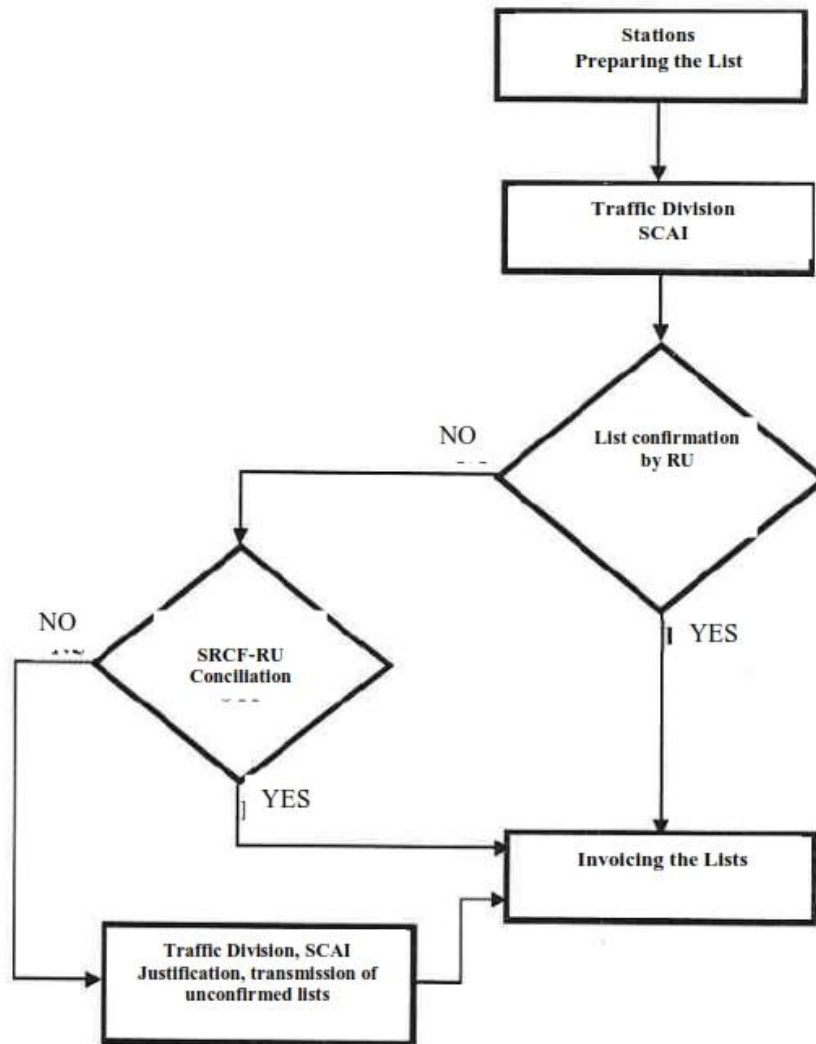 Stations
Preparing the List
Traffic Division
SCAI
List confirmation
by RU
NO
YES
NO
SRCF-RU
Conciliation
YES
Invoicing the Lists
Traffic Division, SCAI
Justification, transmission of
unconfirmed lists